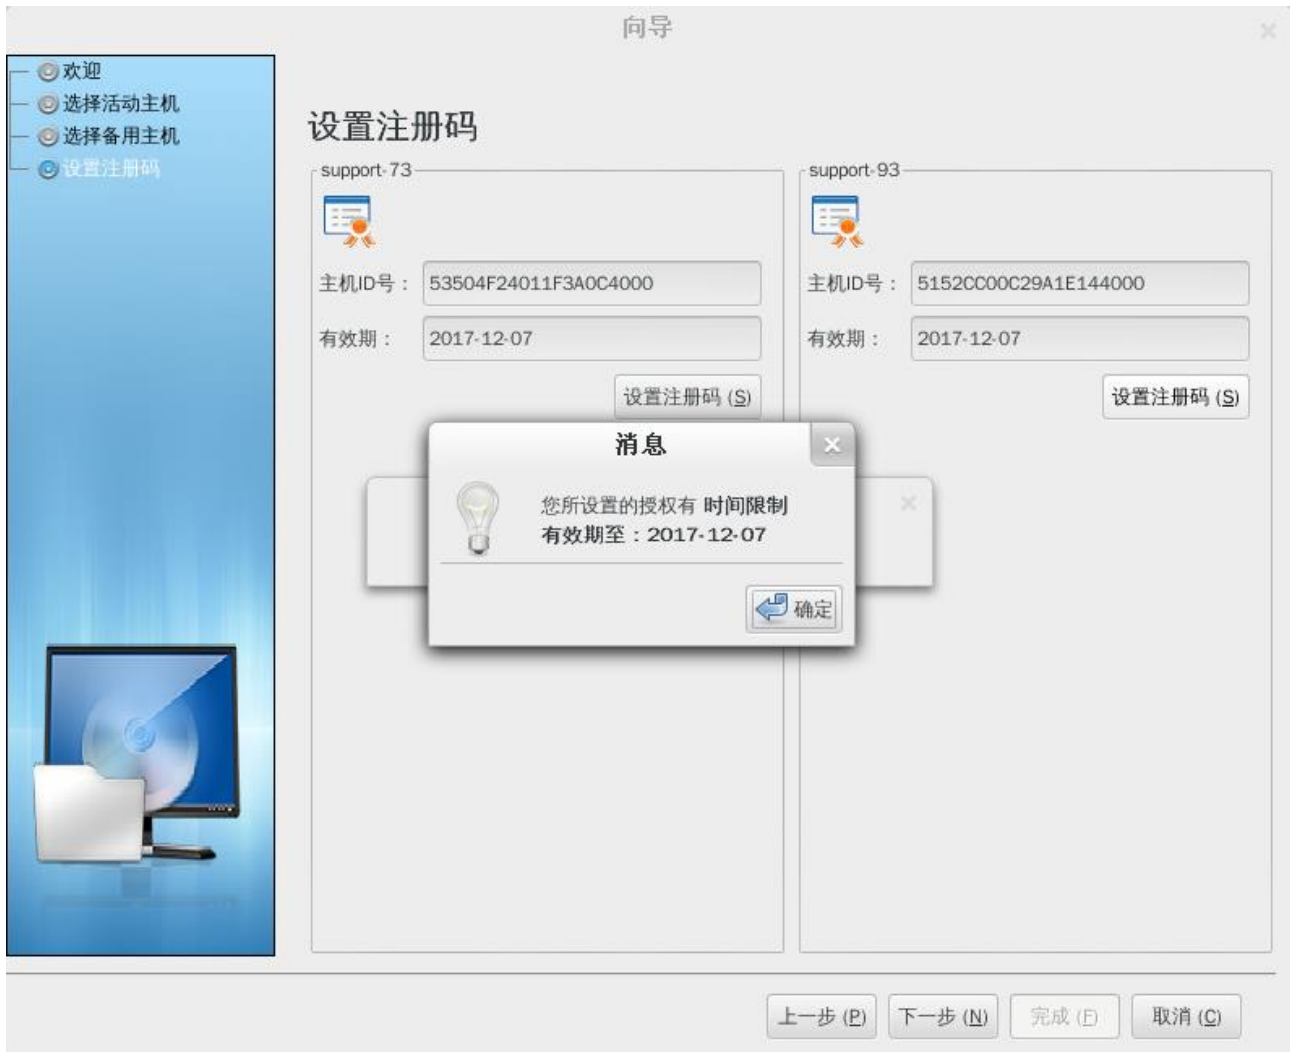 向导
欢迎
选择活动主机
选择备用主机
设置注册码
设置注册码
support-73
主机ID号： 53504F24011F3A0C4000
有效期： 2017-12-07
设置注册码 (S)
support-93
主机ID号： 5152CC00C29A1E144000
有效期： 2017-12-07
设置注册码 (S)
消息
您所设置的授权有 时间限制
有效期至：2017-12-07
确定
上一步 (P) 下一步 (N) 完成 (F) 取消 (C)